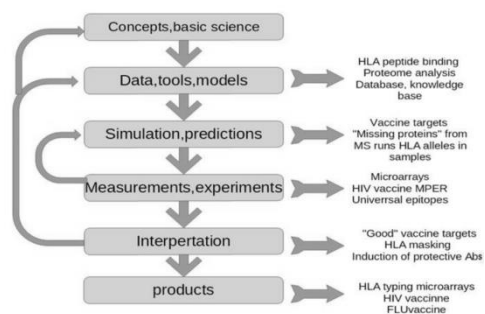 Concepts,basic science
Data,tools,models
HLA peptide binding
Proteome analysis
Database, knowledge
base
Simulation,predictions
Vaccine targets
"Missing proteins" from
MS runs HLA alleles in
samples
Measurements,experiments
Microarrays
HIV vaccine MPER
Univerrsal epitopes
Interpertation
"Good" vaccine targets
HLA masking
Induction of protective Abs
products
HLA typing microarrays
HIV vaccinne
FLUvaccine